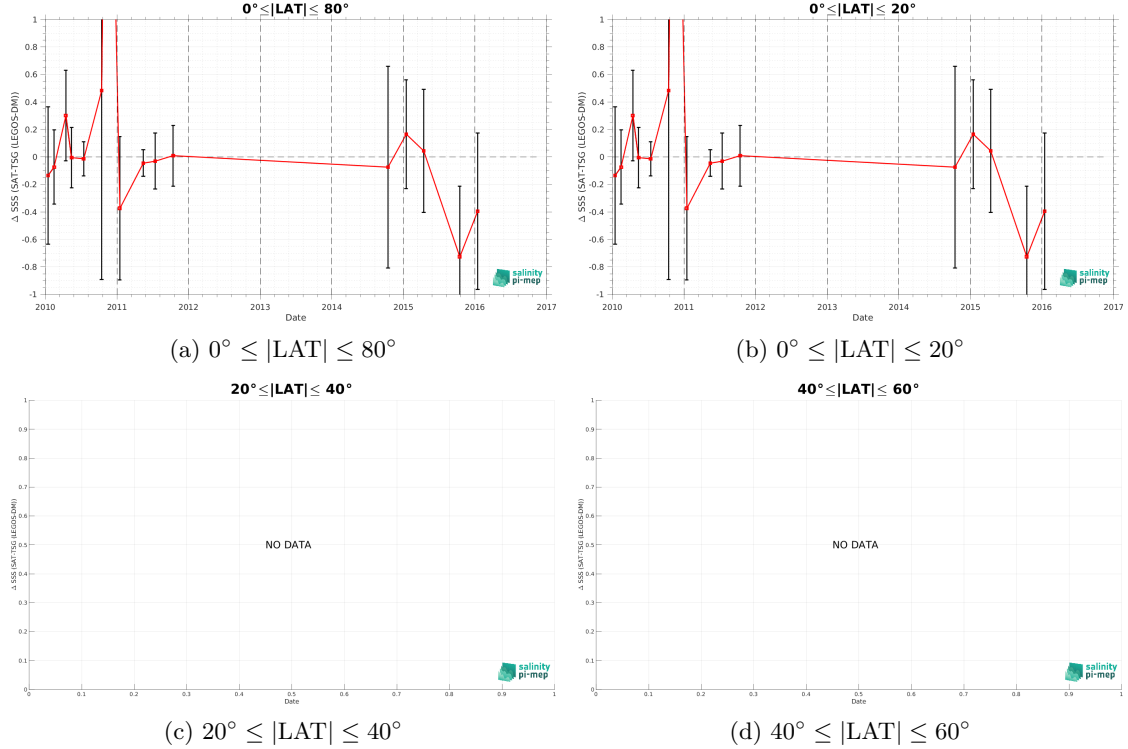 0°≤|LAT|≤ 80°
Δ SSS (SAT-TSG (LEGOS-DM))
1
0.8
0.6
0.4
0.2
0
-0.2
-0.4
-0.6
-0.8
-1
2010 2011 2012 2013 2014 2015 2016 2017
Date
salinity
pi-mep
(a) 0° ≤ |LAT| ≤ 80°
0°≤|LAT|≤ 20°
Δ SSS (SAT-TSG (LEGOS-DM))
1
0.8
0.6
0.4
0.2
0
-0.2
-0.4
-0.6
-0.8
-1
2010 2011 2012 2013 2014 2015 2016 2017
Date
salinity
pi-mep
(b) 0° ≤ |LAT| ≤ 20°
20°≤|LAT|≤ 40°
Δ SSS (SAT-TSG (LEGOS-DM))
1
0.9
0.8
0.7
0.6
0.5
0.4
0.3
0.2
0.1
0
NO DATA
0 0.1 0.2 0.3 0.4 0.5 0.6 0.7 0.8 0.9 1
Date
salinity
pi-mep
(c) 20° ≤ |LAT| ≤ 40°
40°≤|LAT|≤ 60°
Δ SSS (SAT-TSG (LEGOS-DM))
1
0.9
0.8
0.7
0.6
0.5
0.4
0.3
0.2
0.1
0
NO DATA
0 0.1 0.2 0.3 0.4 0.5 0.6 0.7 0.8 0.9 1
Date
salinity
pi-mep
(d) 40° ≤ |LAT| ≤ 60°